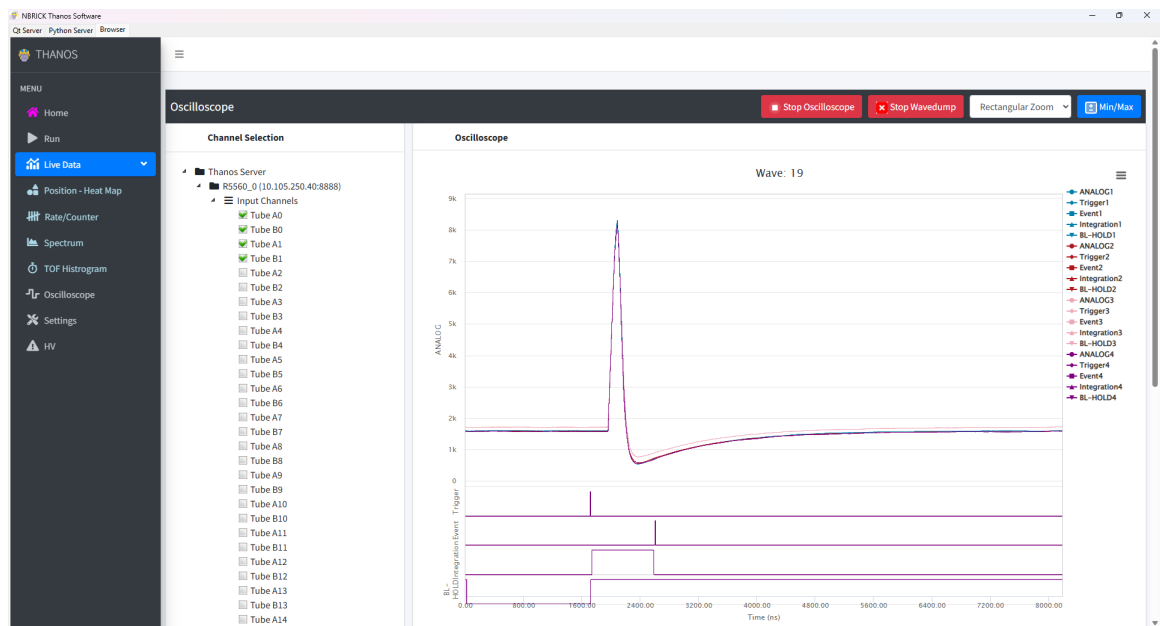 NBRICK Thanos Software
Qt Server Python Server Browser
THANOS
MENU
Home
Run
Live Data
Position - Heat Map
Rate/Counter
Spectrum
TOF Histrogram
Oscilloscope
Settings
HV
Oscilloscope
Stop Oscilloscope
Stop Wavedump
Rectangular Zoom
Min/Max
Channel Selection
Thanos Server
R5560_0 (10.105.250.40:8888)
Input Channels
Tube A0
Tube B0
Tube A1
Tube B1
Tube A2
Tube B2
Tube A3
Tube B3
Tube A4
Tube B4
Tube A5
Tube B5
Tube A6
Tube B6
Tube A7
Tube B7
Tube A8
Tube B8
Tube A9
Tube B9
Tube A10
Tube B10
Tube A11
Tube B11
Tube A12
Tube B12
Tube A13
Tube B13
Tube A14
Oscilloscope
Wave: 19
9k
8k
7k
6k
5k
4k
3k
2k
1k
0
ANALOG
Trigger
Event
Integration
BL-HOLD
0.00 800.00 1600.00 2400.00 3200.00 4000.00 4800.00 5600.00 6400.00 7200.00 8000.00
Time (ns)
ANALOG1
Trigger1
Event1
Integration1
BL-HOLD1
ANALOG2
Trigger2
Event2
Integration2
BL-HOLD2
ANALOG3
Trigger3
Event3
Integration3
BL-HOLD3
ANALOG4
Trigger4
Event4
Integration4
BL-HOLD4